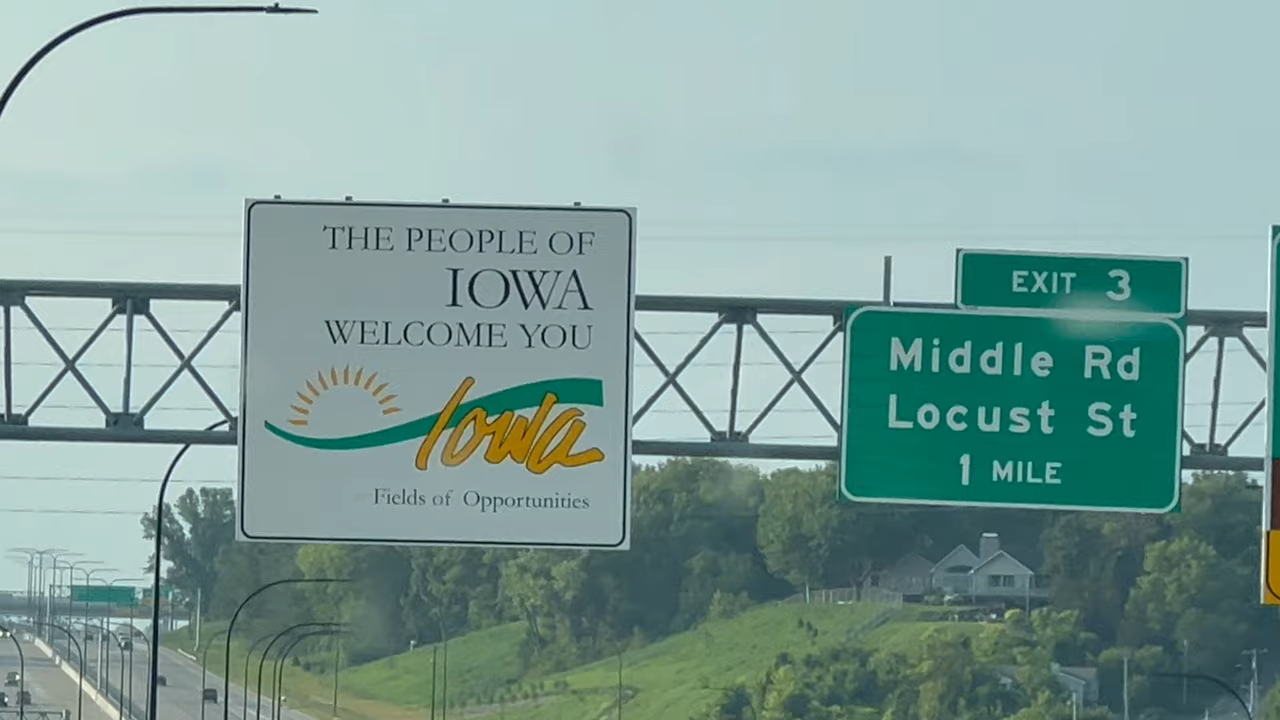 THE PEOPLE OF
IOWA
WELCOME YOU
Iowa
Fields of Opportunities
EXIT 3
Middle Rd
Locust St
1 MILE